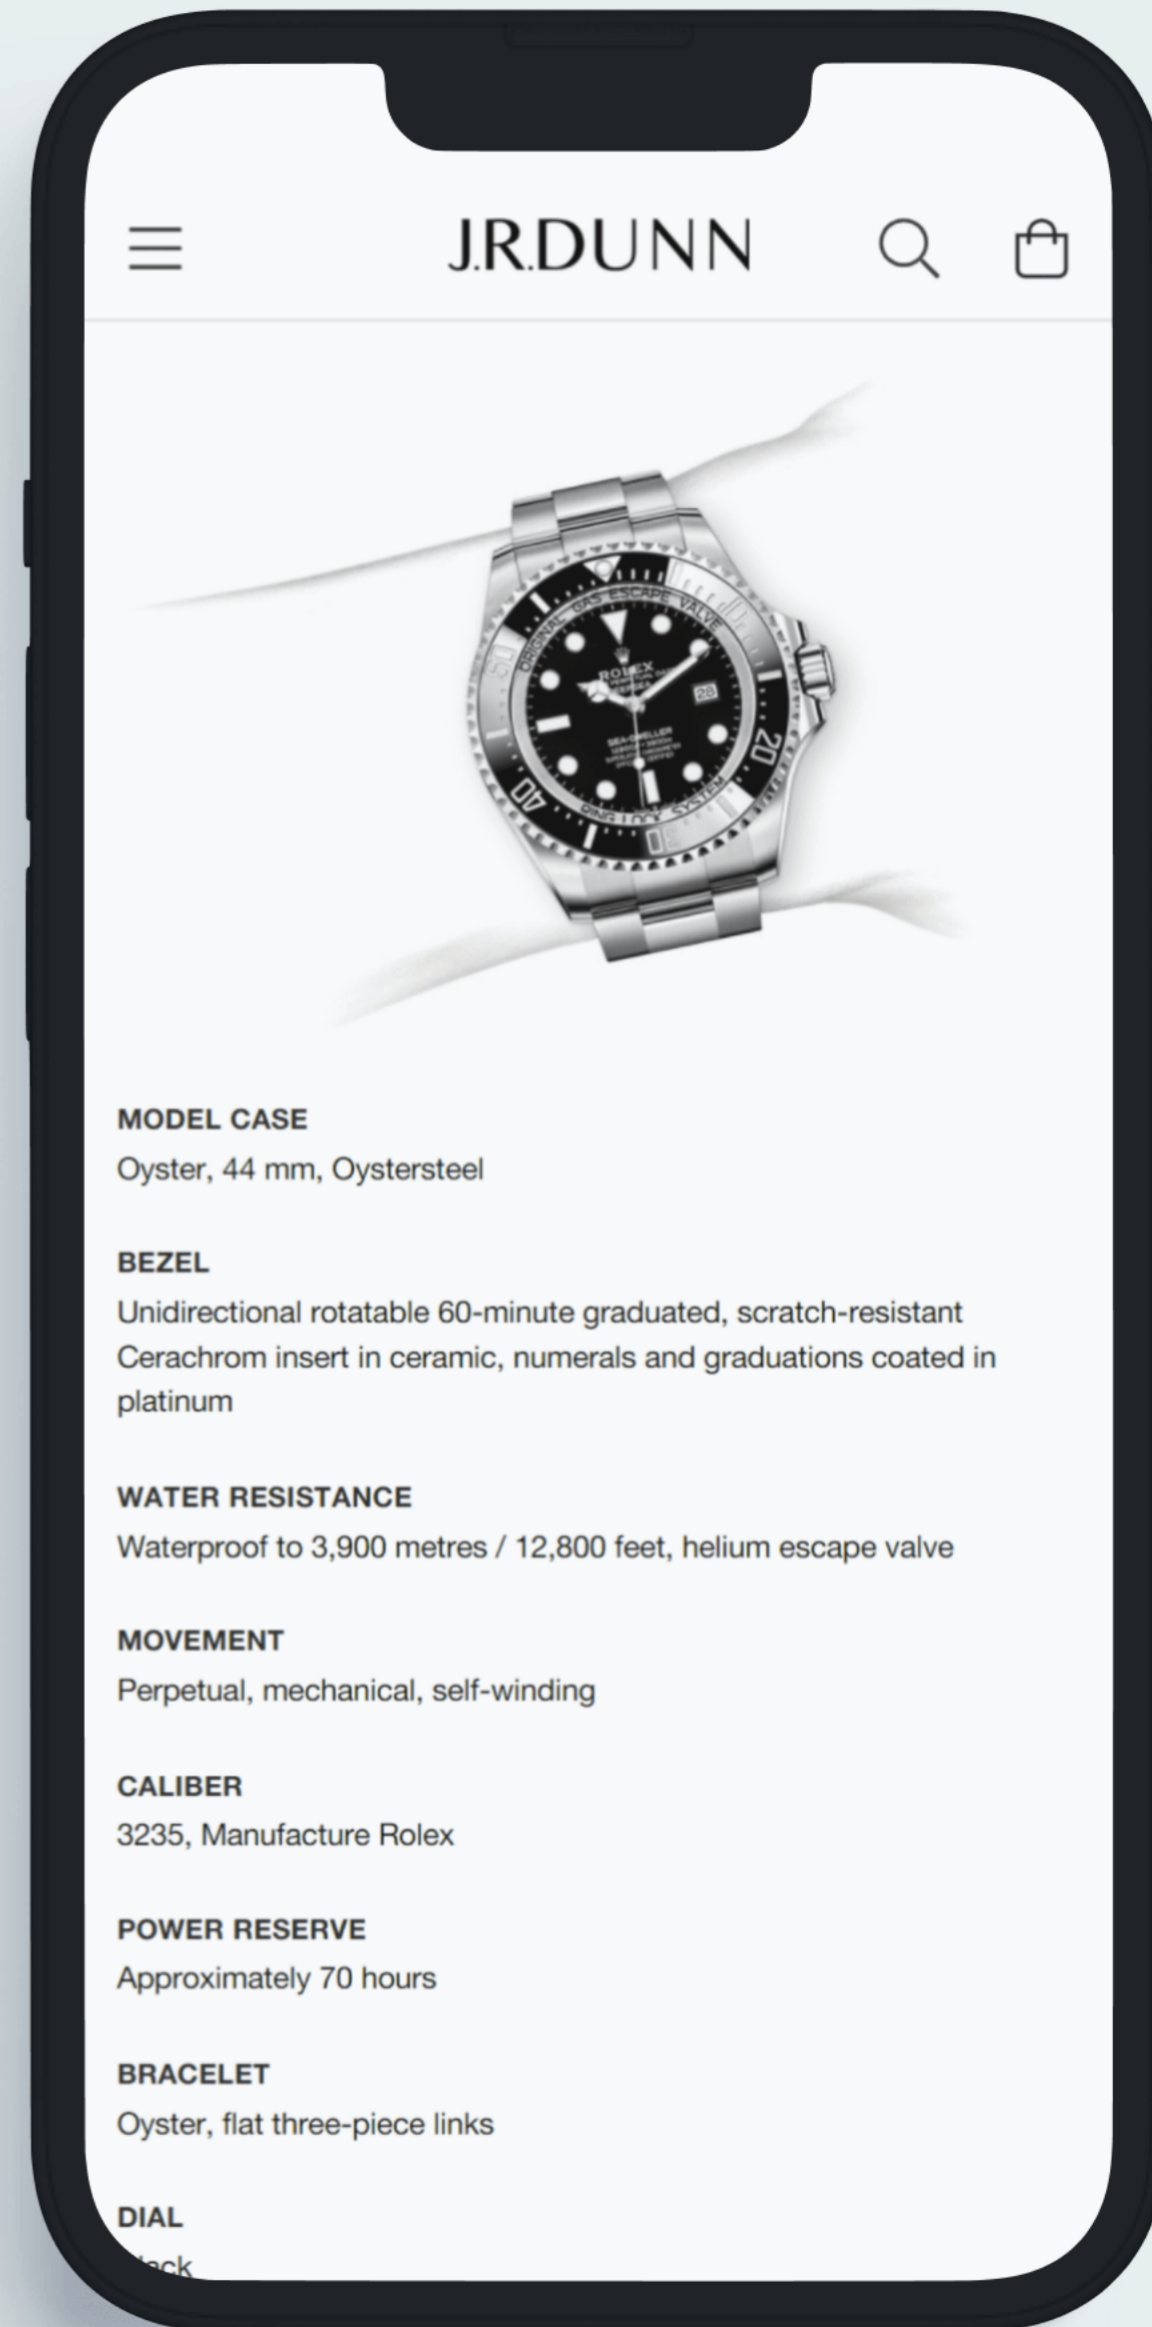 J.R.DUNN
ORIGINAL GAS ESCAPE VALVE
ROLEX
28
SEA-DWELLER
20
40
RING LOCK SYSTEM
MODEL CASE
Oyster, 44 mm, Oystersteel
BEZEL
Unidirectional rotatable 60-minute graduated, scratch-resistant
Cerachrom insert in ceramic, numerals and graduations coated in
platinum
WATER RESISTANCE
Waterproof to 3,900 metres / 12,800 feet, helium escape valve
MOVEMENT
Perpetual, mechanical, self-winding
CALIBER
3235, Manufacture Rolex
POWER RESERVE
Approximately 70 hours
BRACELET
Oyster, flat three-piece links
DIAL